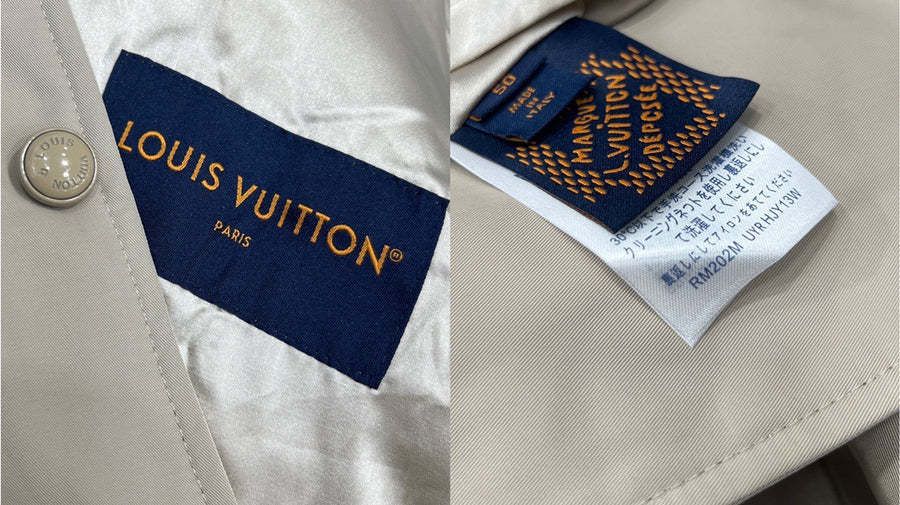 LOUIS
VUITTON
LOUIS VUITTON®
PARIS
50
MADE
IN
ITALY
MARQUE
L.VUITTON
DÉPOSÉE
クリーニングネットを使用し裏返しにし
て洗濯してください
裏返しにしてアイロンをあててください
RM202M UYRHJY13W